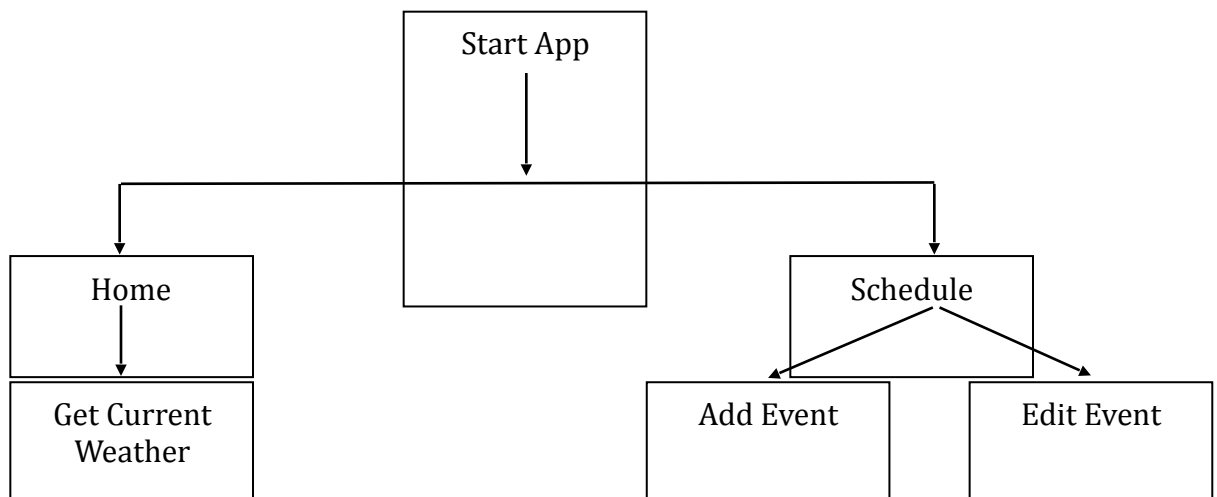 Start App
Home
Schedule
Get Current
Weather
Add Event
Edit Event